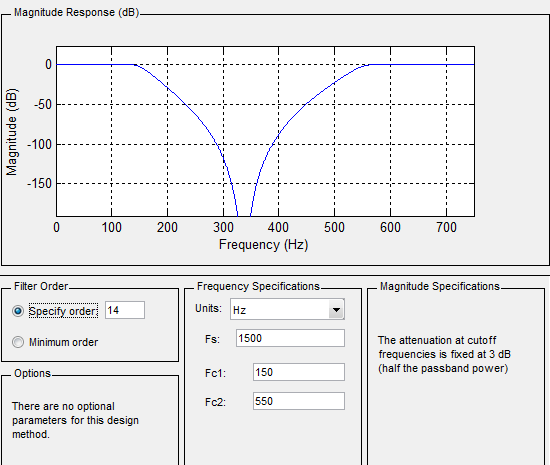 Magnitude Response (dB)
0
-50
-100
-150
Magnitude (dB)
0 100 200 300 400 500 600 700
Frequency (Hz)
Filter Order
Specify order: 14
Minimum order
Options
There are no optional
parameters for this design
method.
Frequency Specifications
Units: Hz
Fs: 1500
Fc1: 150
Fc2: 550
Magnitude Specifications
The attenuation at cutoff
frequencies is fixed at 3 dB
(half the passband power)